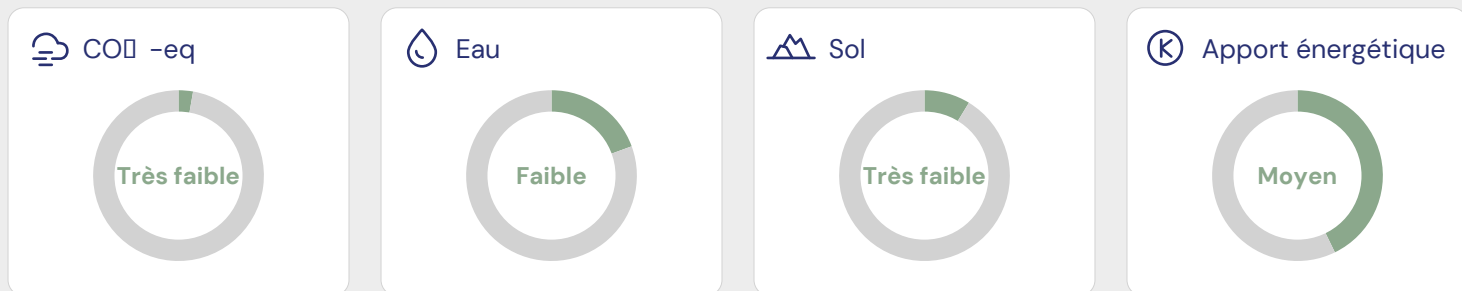 CO▯ -eq
Eau
Sol
Apport énergétique
Très faible
Faible
Très faible
Moyen